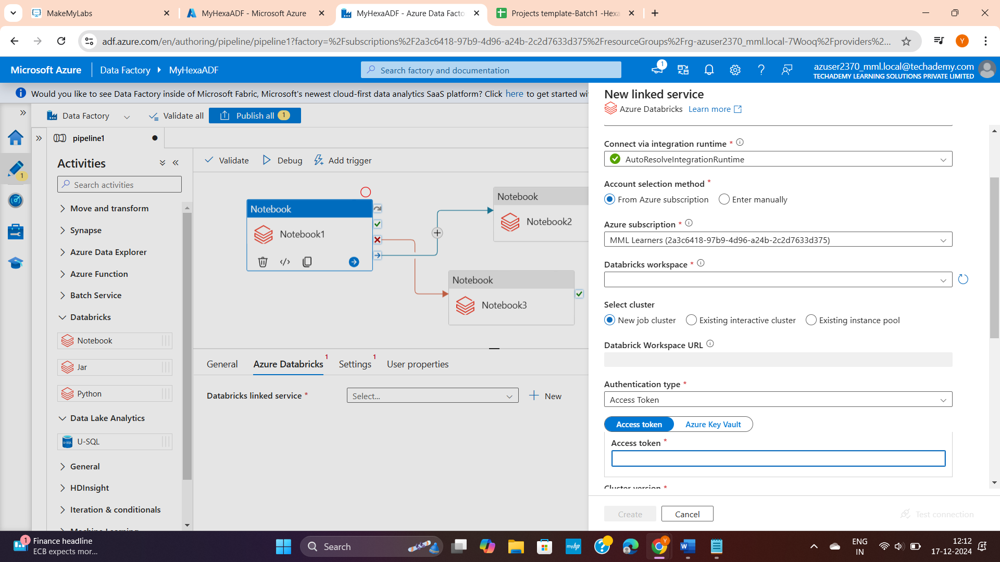 MakeMyLabs
MyHexaADF - Microsoft Azure
MyHexaADF - Azure Data Facto
Projects template-Batch1 -Hexa
adf.azure.com/en/authoring/pipeline/pipeline1?factory=%2Fsubscriptions%2F2a3c6418-97b9-4d96-a24b-2c2d7633d375%2FresourceGroups%2Frg-azuser2370_mml.local-7Wooq%2Fproviders%2...
Y
Microsoft Azure
Data Factory
MyHexaADF
Search factory and documentation
1
azuser2370_mml.local@techademy.com
TECHADEMY LEARNING SOLUTIONS PRIVATE LIMITED
Would you like to see Data Factory inside of Microsoft Fabric, Microsoft's newest cloud-first data analytics SaaS platform? Click here to get started wi
Data Factory
Validate all
Publish all 1
1
pipeline1
Activities
Search activities
Move and transform
Synapse
Azure Data Explorer
Azure Function
Batch Service
Databricks
Notebook
Jar
Python
Data Lake Analytics
U-SQL
U-SQL
General
HDInsight
Iteration & conditionals
Validate
Debug
Add trigger
Notebook
Notebook1
Notebook
Notebook2
Notebook
Notebook3
General
Azure Databricks 1
Settings 1
User properties
Databricks linked service *
Select...
New
New linked service
Azure Databricks Learn more
Connect via integration runtime *
AutoResolveIntegrationRuntime
Account selection method *
From Azure subscription
Enter manually
Azure subscription *
MML Learners (2a3c6418-97b9-4d96-a24b-2c2d7633d375)
Databricks workspace *
Select cluster
New job cluster
Existing interactive cluster
Existing instance pool
Databrick Workspace URL
Authentication type *
Access Token
Access token
Azure Key Vault
Access token *
Cluster version *
Create
Cancel
Test connection
1
Finance headline
ECB expects mor...
Search
myhp
W
Y
ENG
IN
12:12
17-12-2024